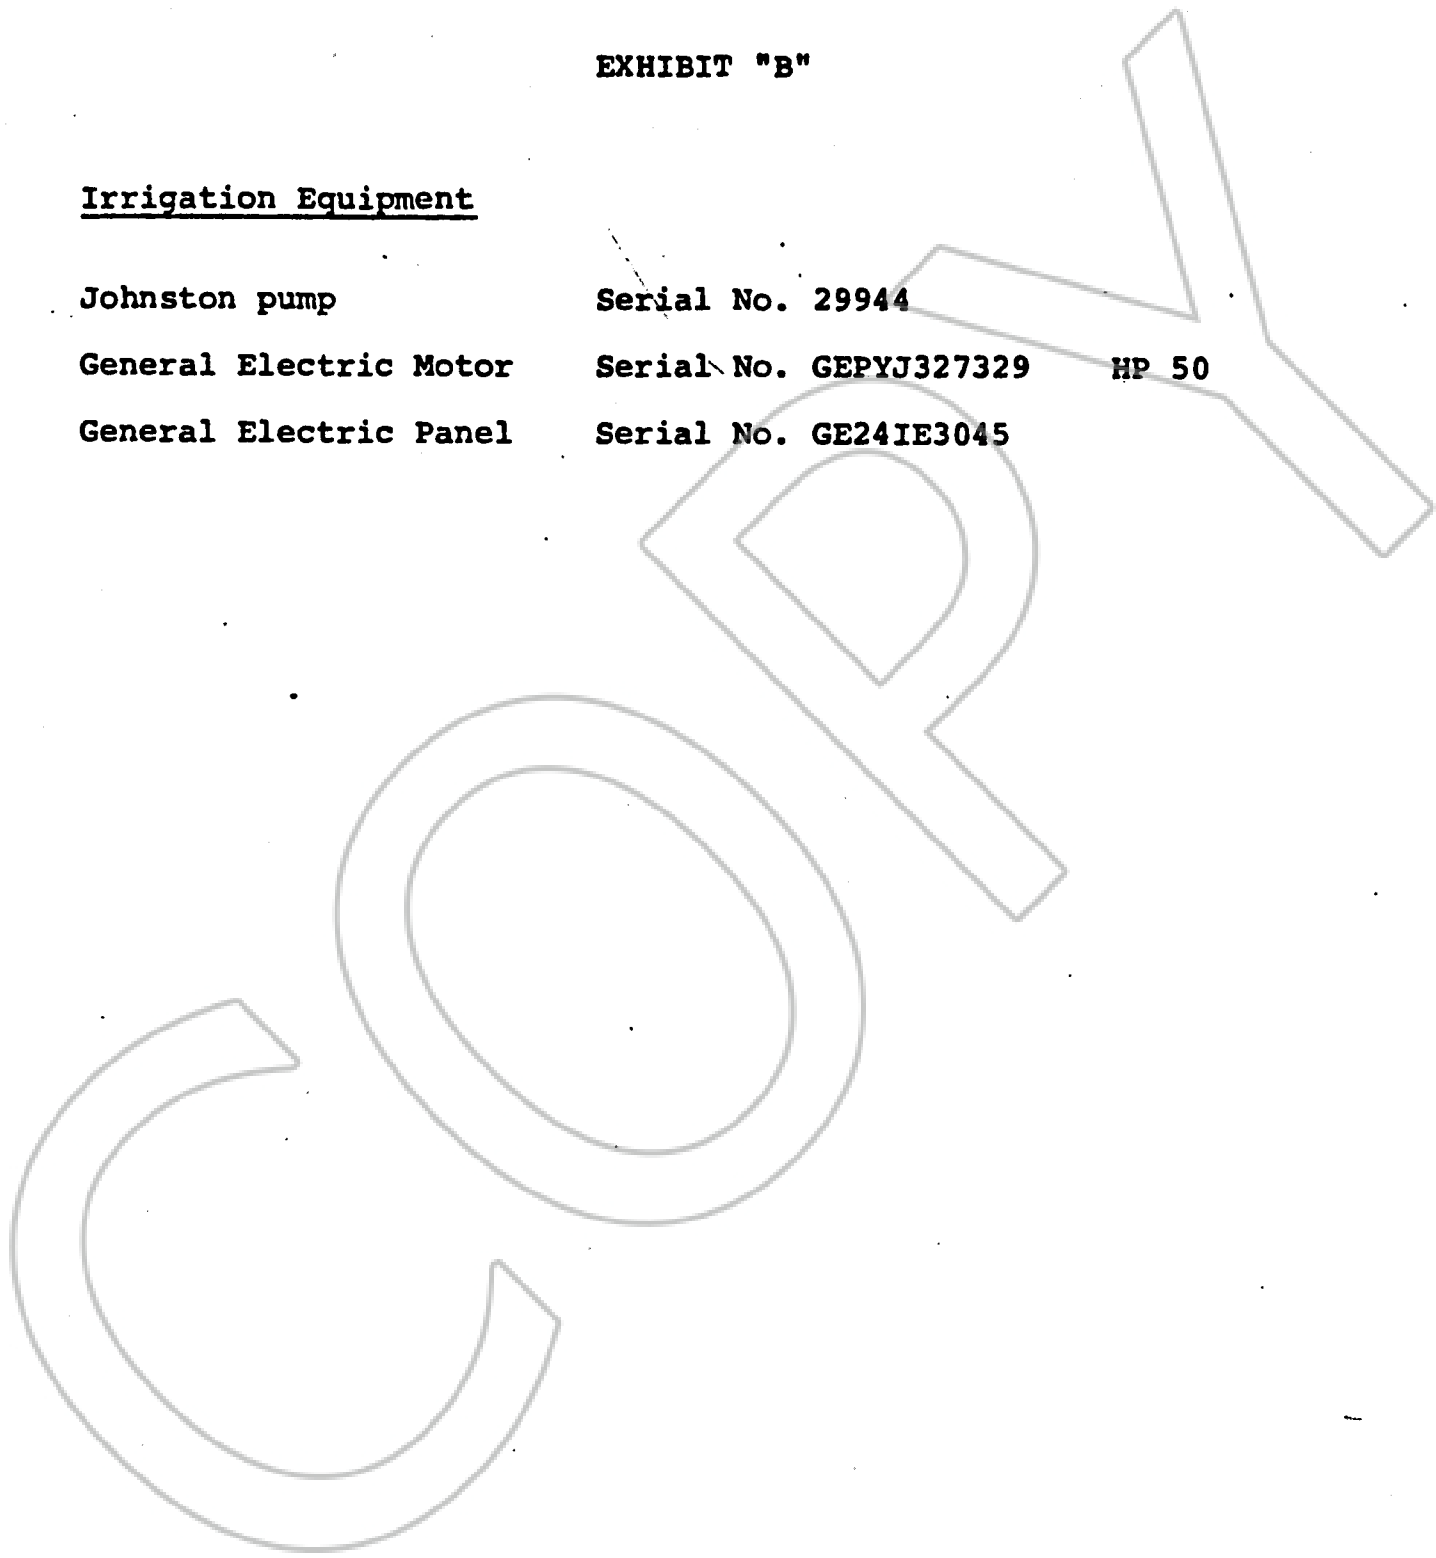 EXHIBIT "B"
Irrigation Equipment
Johnston pump Serial No. 29944
General Electric Motor Serial No. GEPYJ327329 HP 50
General Electric Panel Serial No. GE24IE3045
COPY